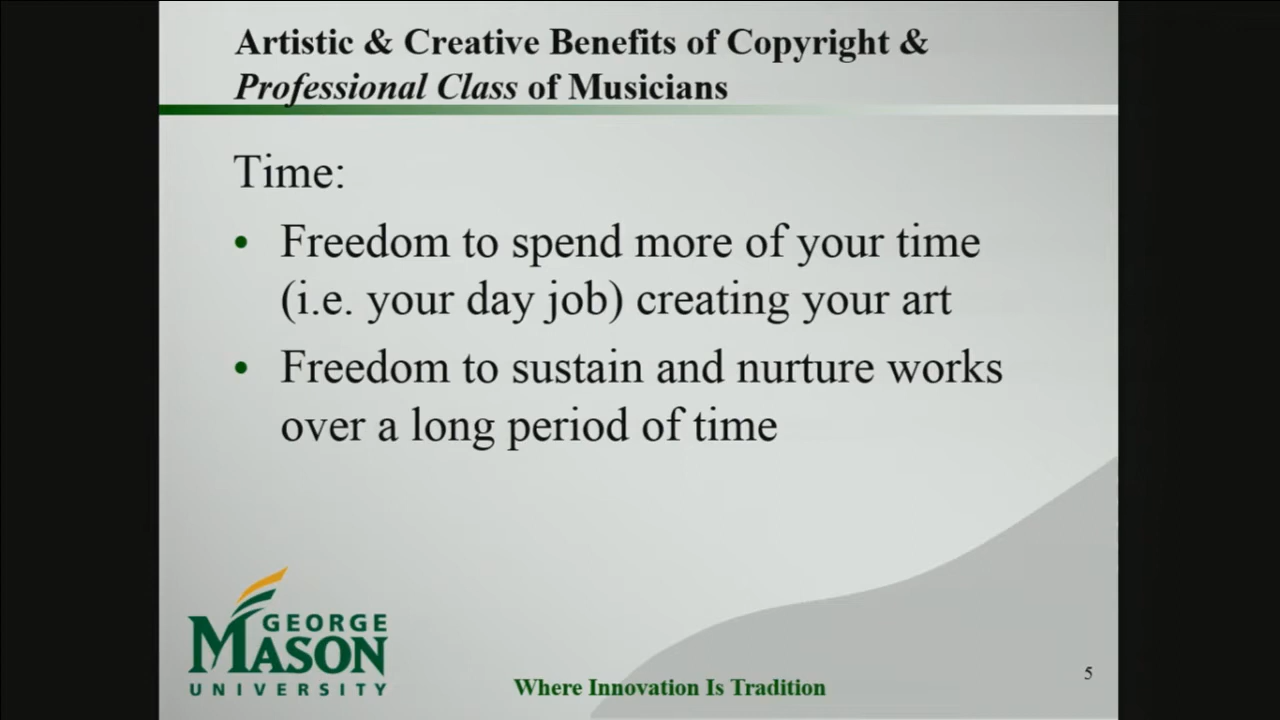 Artistic & Creative Benefits of Copyright &
Professional Class of Musicians
Time:
• Freedom to spend more of your time
(i.e. your day job) creating your art
• Freedom to sustain and nurture works
over a long period of time
GEORGE
MASON
UNIVERSITY
Where Innovation Is Tradition
5